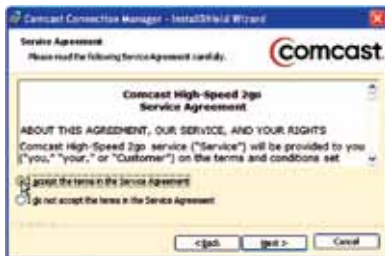 Comcast Connection Manager - InstallShield Wizard
Service Agreement
Please read the following Service Agreement carefully.
comcast.
Comcast High-Speed 2go
Service Agreement
ABOUT THIS AGREEMENT, OUR SERVICE, AND YOUR RIGHTS
Comcast High-Speed 2go service ("Service") will be provided to you
("you," "your," or "Customer") on the terms and conditions set
I accept the terms in the Service Agreement
I do not accept the terms in the Service Agreement
< Back
Next >
Cancel